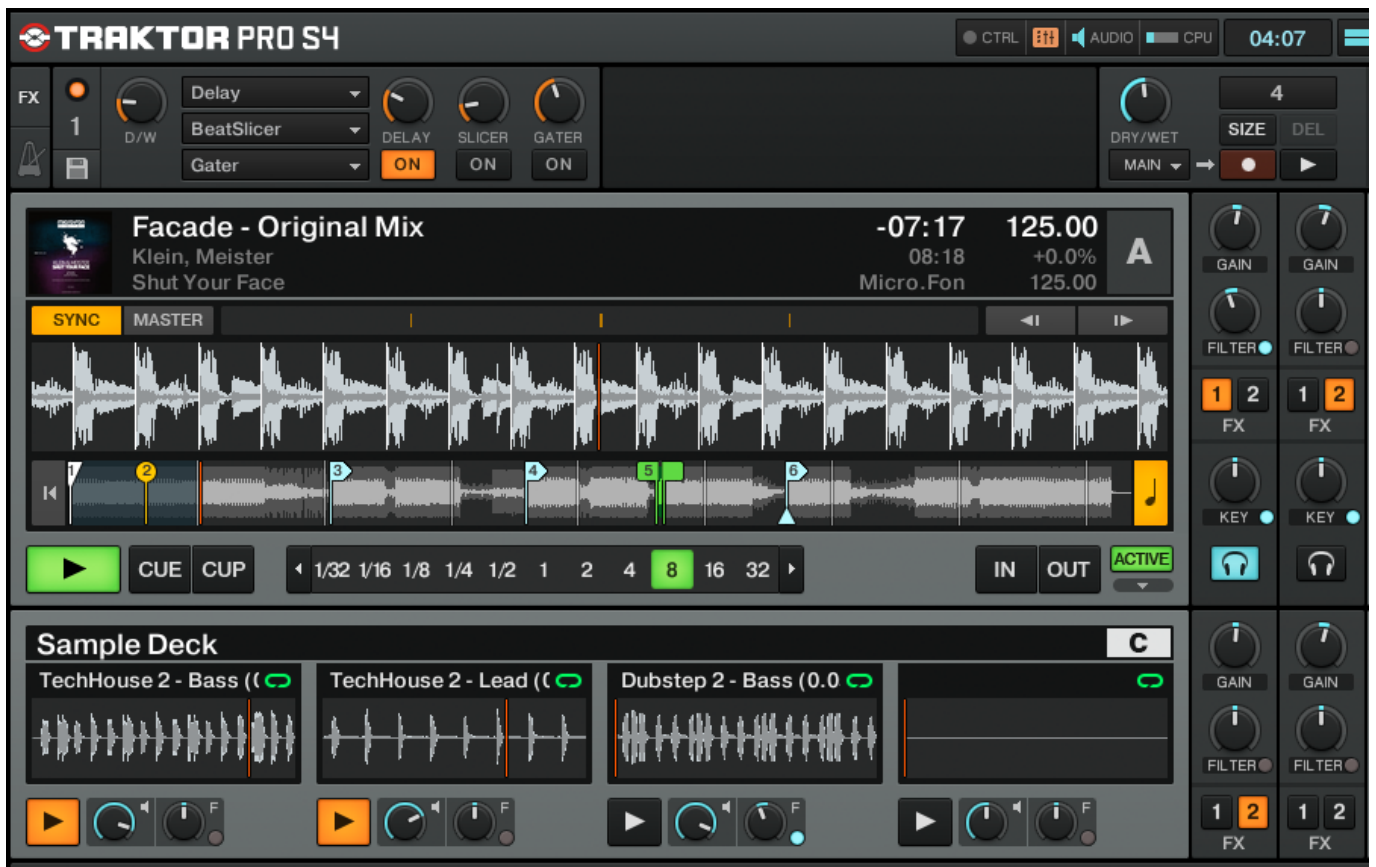 TRAKTOR PRO S4
CTRL AUDIO CPU 04:07
FX 1 D/W Delay BeatSlicer Gater
DELAY SLICER GATER
ON ON ON
DRY/WET 4
SIZE DEL
MAIN
Facade - Original Mix -07:17 125.00 A
Klein, Meister 08:18 +0.0%
Shut Your Face Micro.Fon 125.00
GAIN GAIN
SYNC MASTER
FILTER FILTER
1 2 1 2
FX FX
1 2 3 4 5 6
KEY KEY
CUE CUP 1/32 1/16 1/8 1/4 1/2 1 2 4 8 16 32 IN OUT ACTIVE
Sample Deck C
TechHouse 2 - Bass (( TechHouse 2 - Lead (( Dubstep 2 - Bass (0.0
GAIN GAIN
FILTER FILTER
F F F F
1 2 1 2
FX FX